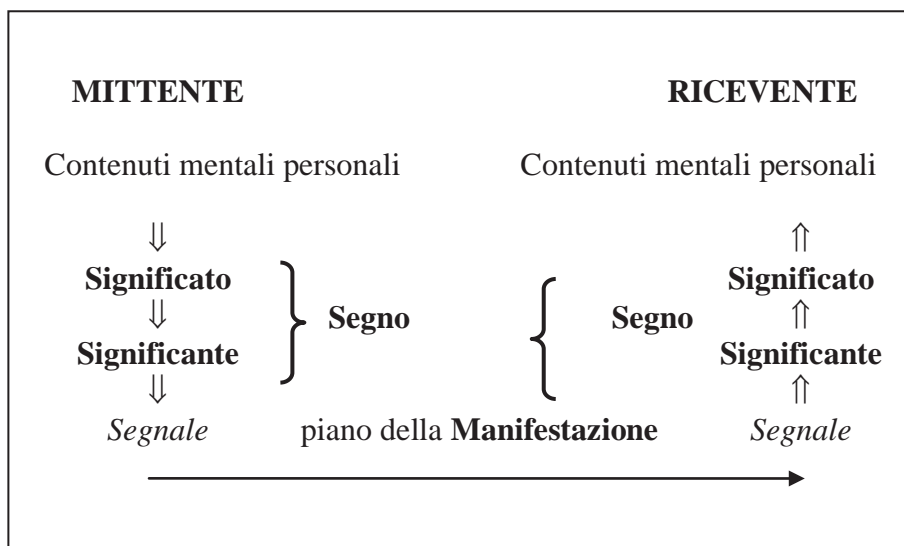 MITTENTE RICEVENTE
Contenuti mentali personali Contenuti mentali personali
⇓ ⇑
Significato Significato
⇓ Segno Segno ⇑
Significante Significante
⇓ ⇑
Segnale piano della Manifestazione Segnale